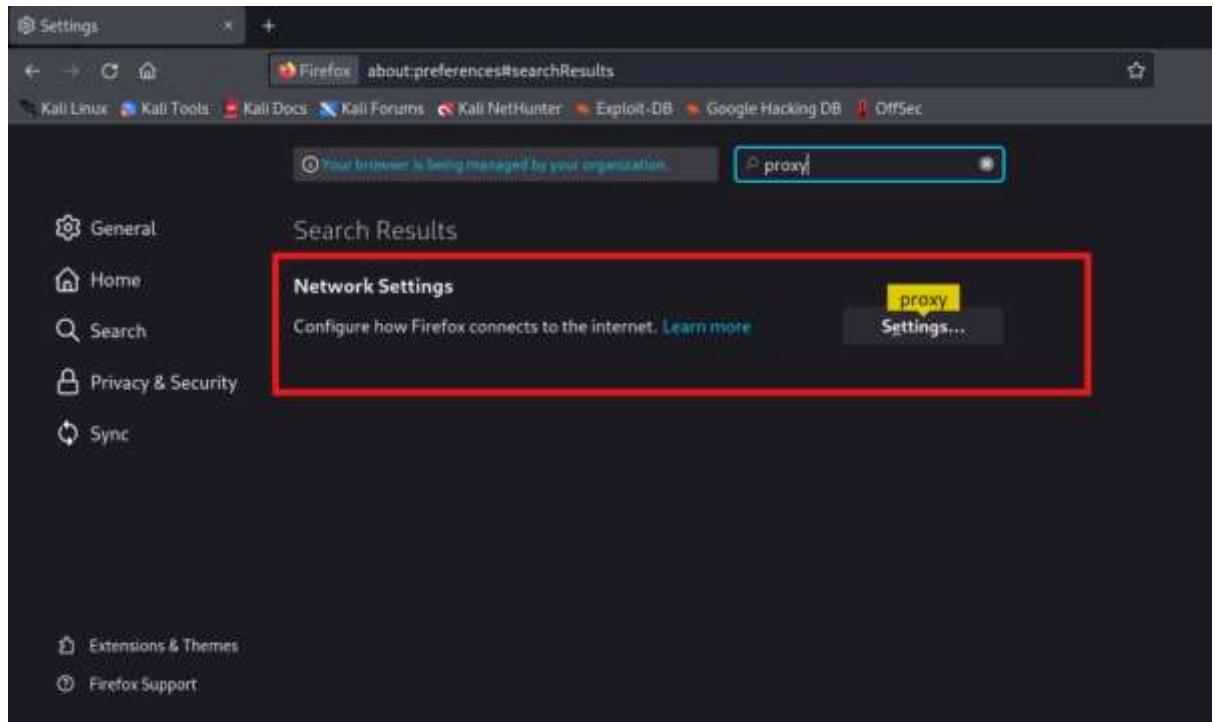 Settings
Firefox about:preferences#searchResults
Kali Linux Kali Tools Kali Docs Kali Forums Kali NetHunter Exploit-DB Google Hacking DB OffSec
Your browser is being managed by your organization.
proxy
General
Home
Search
Privacy & Security
Sync
Extensions & Themes
Firefox Support
Search Results
Network Settings
Configure how Firefox connects to the internet. Learn more
proxy
Settings...